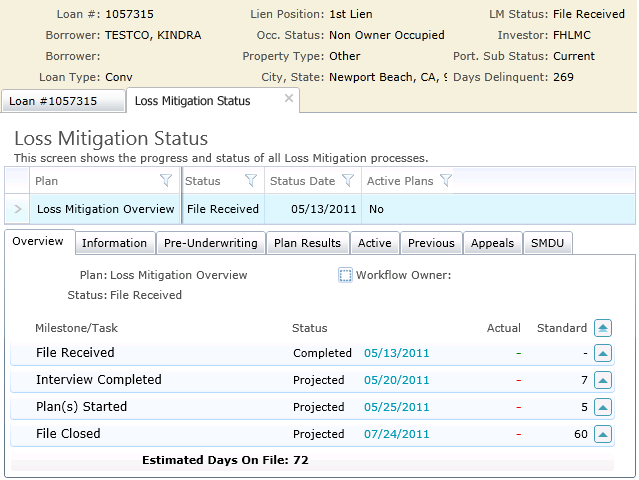 Loan #: 1057315 Lien Position: 1st Lien LM Status: File Received
Borrower: TESTCO, KINDRA Occ. Status: Non Owner Occupied Investor: FHLMC
Borrower: Property Type: Other Port. Sub Status: Current
Loan Type: Conv City, State: Newport Beach, CA, 9 Days Delinquent: 269
Loan #1057315 Loss Mitigation Status
Loss Mitigation Status
This screen shows the progress and status of all Loss Mitigation processes.
Plan Status Status Date Active Plans
Loss Mitigation Overview File Received 05/13/2011 No
Overview Information Pre-Underwriting Plan Results Active Previous Appeals SMDU
Plan: Loss Mitigation Overview Workflow Owner:
Status: File Received
Milestone/Task Status Actual Standard
File Received Completed 05/13/2011 - -
Interview Completed Projected 05/20/2011 - 7
Plan(s) Started Projected 05/25/2011 - 5
File Closed Projected 07/24/2011 - 60
Estimated Days On File: 72